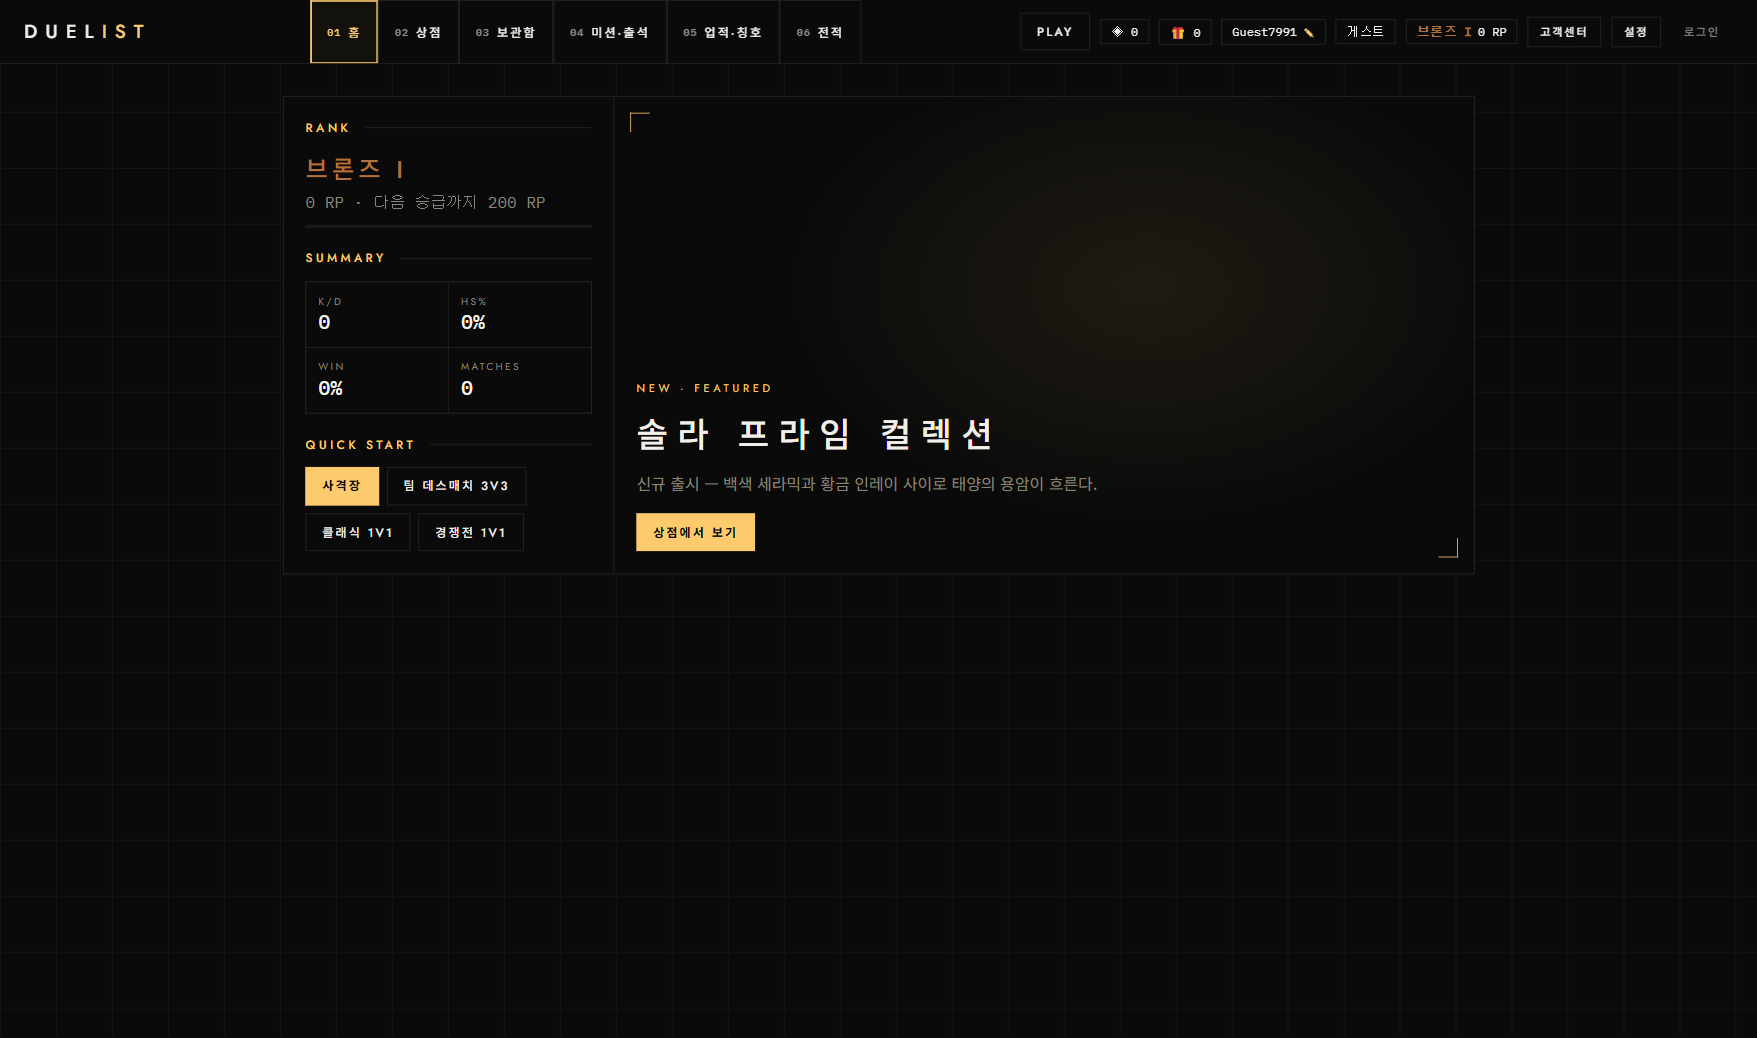 DUELIST
01 홈
02 상점
03 보관함
04 미션·출석
05 업적·칭호
06 전적
PLAY
◈ 0
0
Guest7991
게스트
브론즈 I 0 RP
고객센터
설정
로그인
RANK
브론즈 I
0 RP · 다음 승급까지 200 RP
SUMMARY
K/D
0
HS%
0%
WIN
0%
MATCHES
0
QUICK START
사격장
팀 데스매치 3V3
클래식 1V1
경쟁전 1V1
NEW · FEATURED
솔라 프라임 컬렉션
신규 출시 — 백색 세라믹과 황금 인레이 사이로 태양의 용암이 흐른다.
상점에서 보기